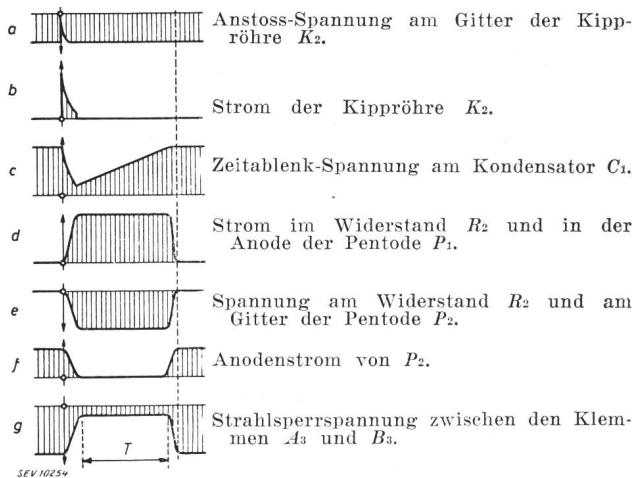 a
Anstoss-Spannung am Gitter der Kipp-
röhre K₂.
b
Strom der Kippröhre K₂.
c
Zeitablenk-Spannung am Kondensator C₁.
d
Strom im Widerstand R₂ und in der
Anode der Pentode P₁.
e
Spannung am Widerstand R₂ und am
Gitter der Pentode P₂.
f
Anodenstrom von P₂.
g
Strahlsperrspannung zwischen den Klem-
men A₃ und B₃.
T
SEV 10254